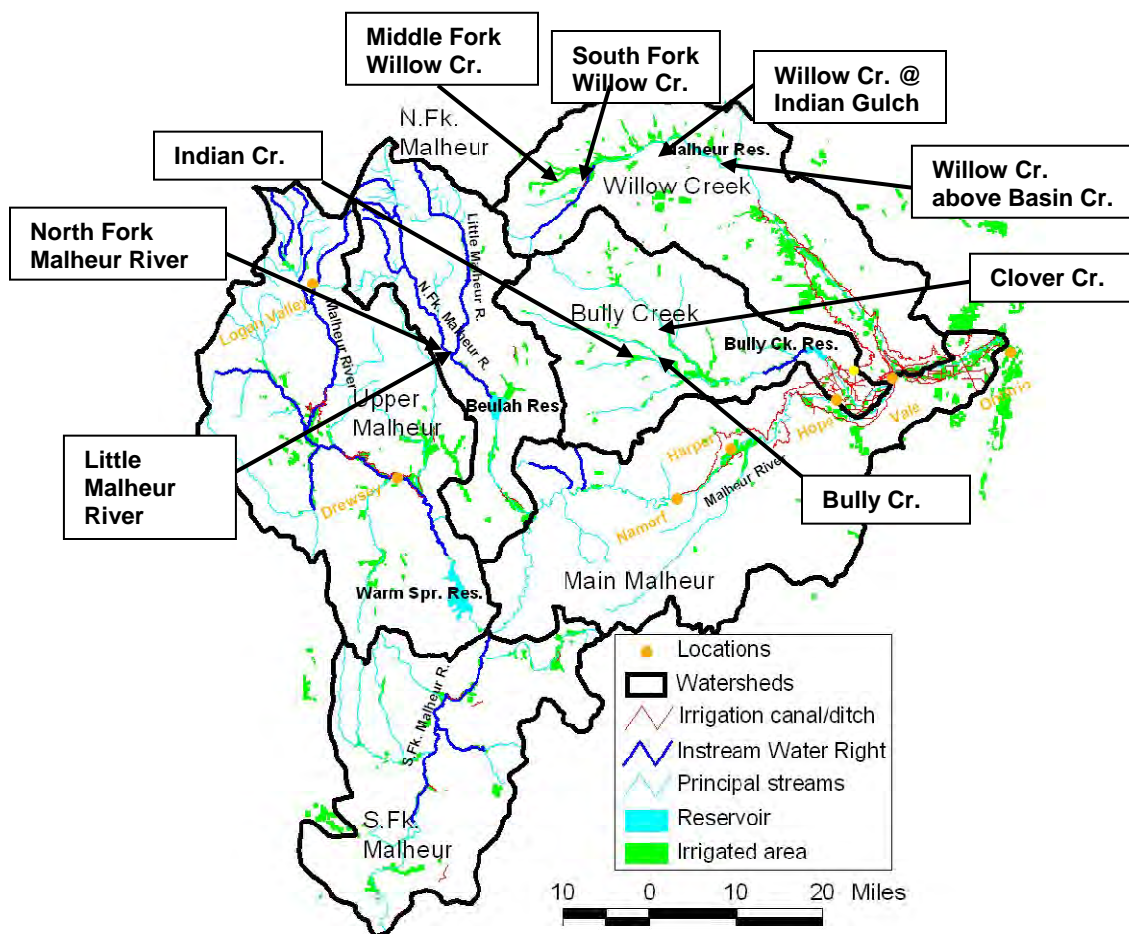 Middle Fork
Willow Cr.
South Fork
Willow Cr.
Willow Cr. @
Indian Gulch
Indian Cr.
N.Fk.
Malheur
Malheur Res.
Willow Creek
Willow Cr.
above Basin Cr.
North Fork
Malheur River
Little Malheur R.
N.Fk. Malheur R.
Logan Valley
Malheur River
Clover Cr.
Bully Creek
Bully Ck. Res.
Upper
Malheur
Beulah Res.
Ontario
Vale
Hope
Harper
Malheur River
Namorf
Little
Malheur
River
Drewsey
Bully Cr.
Main Malheur
Warm Spr. Res.
S.Fk. Malheur R.
S.Fk.
Malheur
Locations
Watersheds
Irrigation canal/ditch
Instream Water Right
Principal streams
Reservoir
Irrigated area
10 0 10 20 Miles